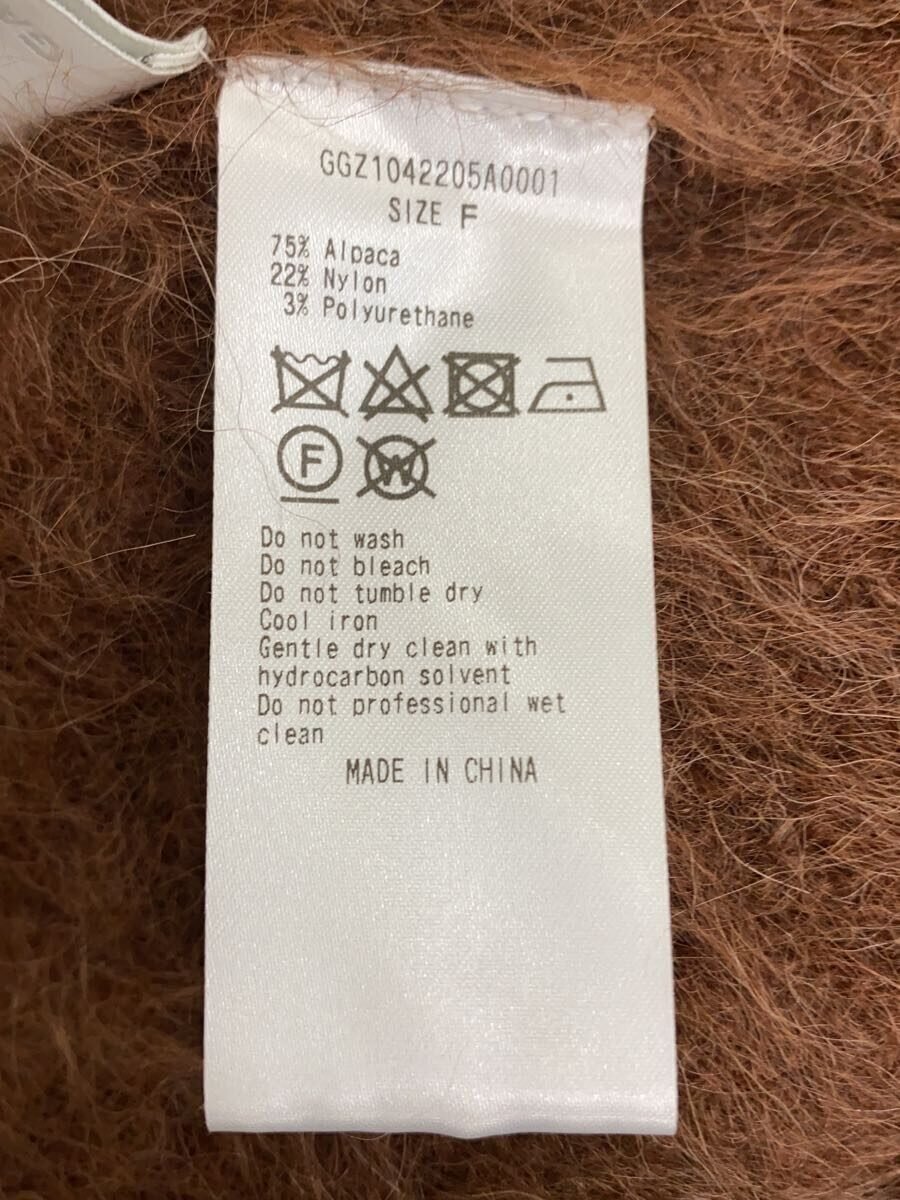 GGZ1042205A0001
SIZE F
75% Alpaca
22% Nylon
3% Polyurethane
F W
Do not wash
Do not bleach
Do not tumble dry
Cool iron
Gentle dry clean with
hydrocarbon solvent
Do not professional wet
clean
MADE IN CHINA